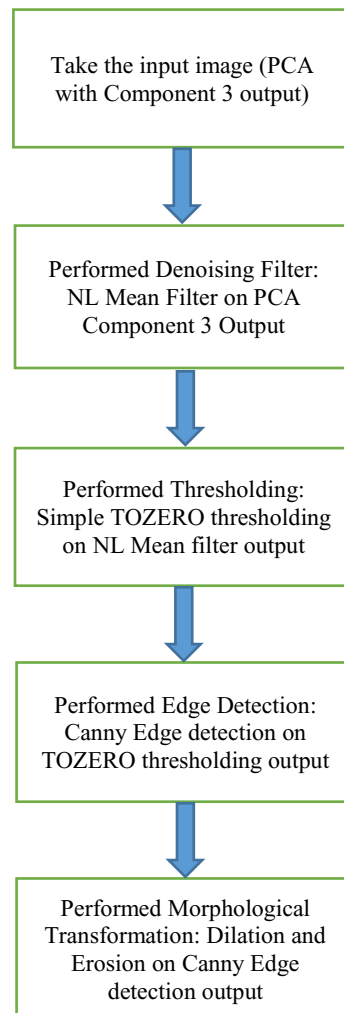 Take the input image (PCA
with Component 3 output)
Performed Denoising Filter:
NL Mean Filter on PCA
Component 3 Output
Performed Thresholding:
Simple TOZERO thresholding
on NL Mean filter output
Performed Edge Detection:
Canny Edge detection on
TOZERO thresholding output
Performed Morphological
Transformation: Dilation and
Erosion on Canny Edge
detection output